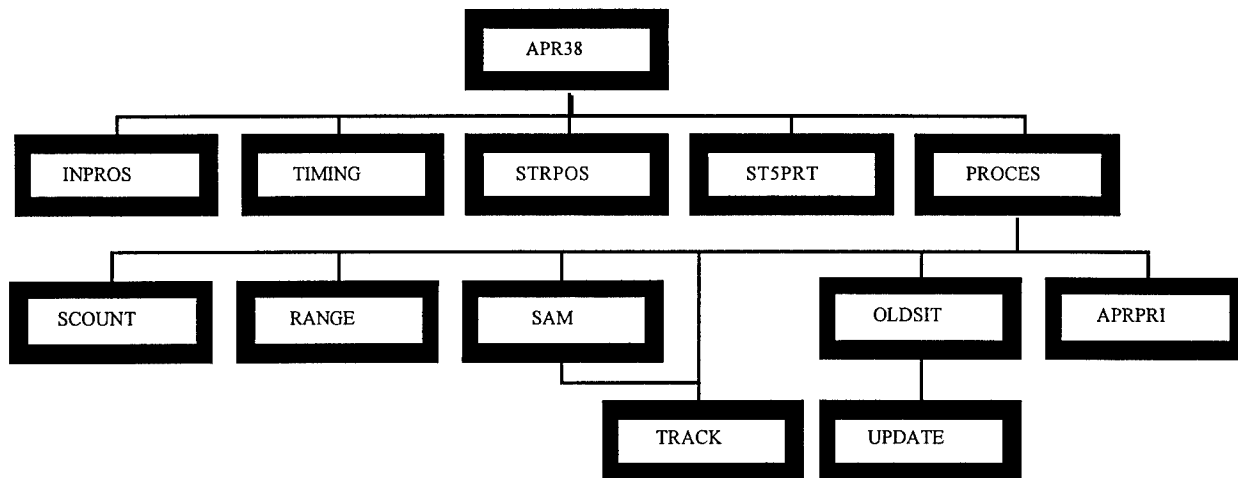 APR38
INPROS
TIMING
STRPOS
ST5PRT
PROCES
SCOUNT
RANGE
SAM
OLDSIT
APRPRI
TRACK
UPDATE